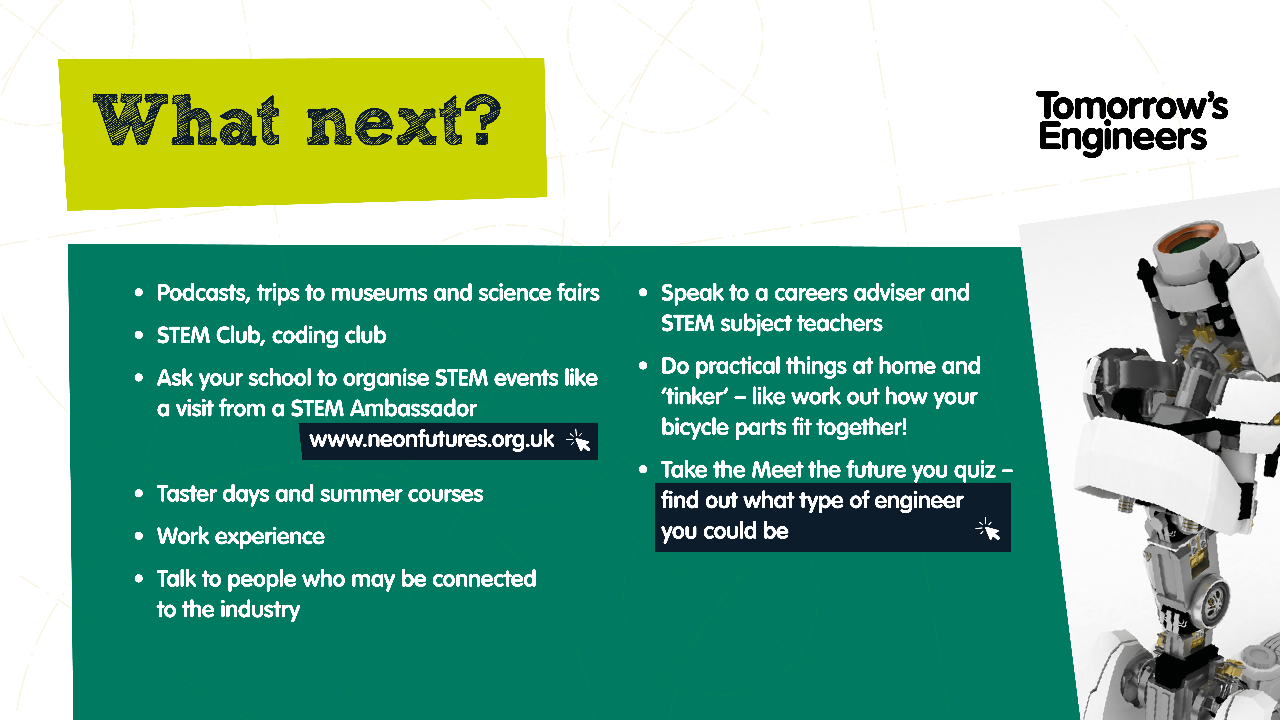 What next?
Tomorrow's
Engineers
• Podcasts, trips to museums and science fairs
• STEM Club, coding club
• Ask your school to organise STEM events like
a visit from a STEM Ambassador
www.neonfutures.org.uk
• Taster days and summer courses
• Work experience
• Talk to people who may be connected
to the industry
• Speak to a careers adviser and
STEM subject teachers
• Do practical things at home and
‘tinker’ – like work out how your
bicycle parts fit together!
• Take the Meet the future you quiz –
find out what type of engineer
you could be